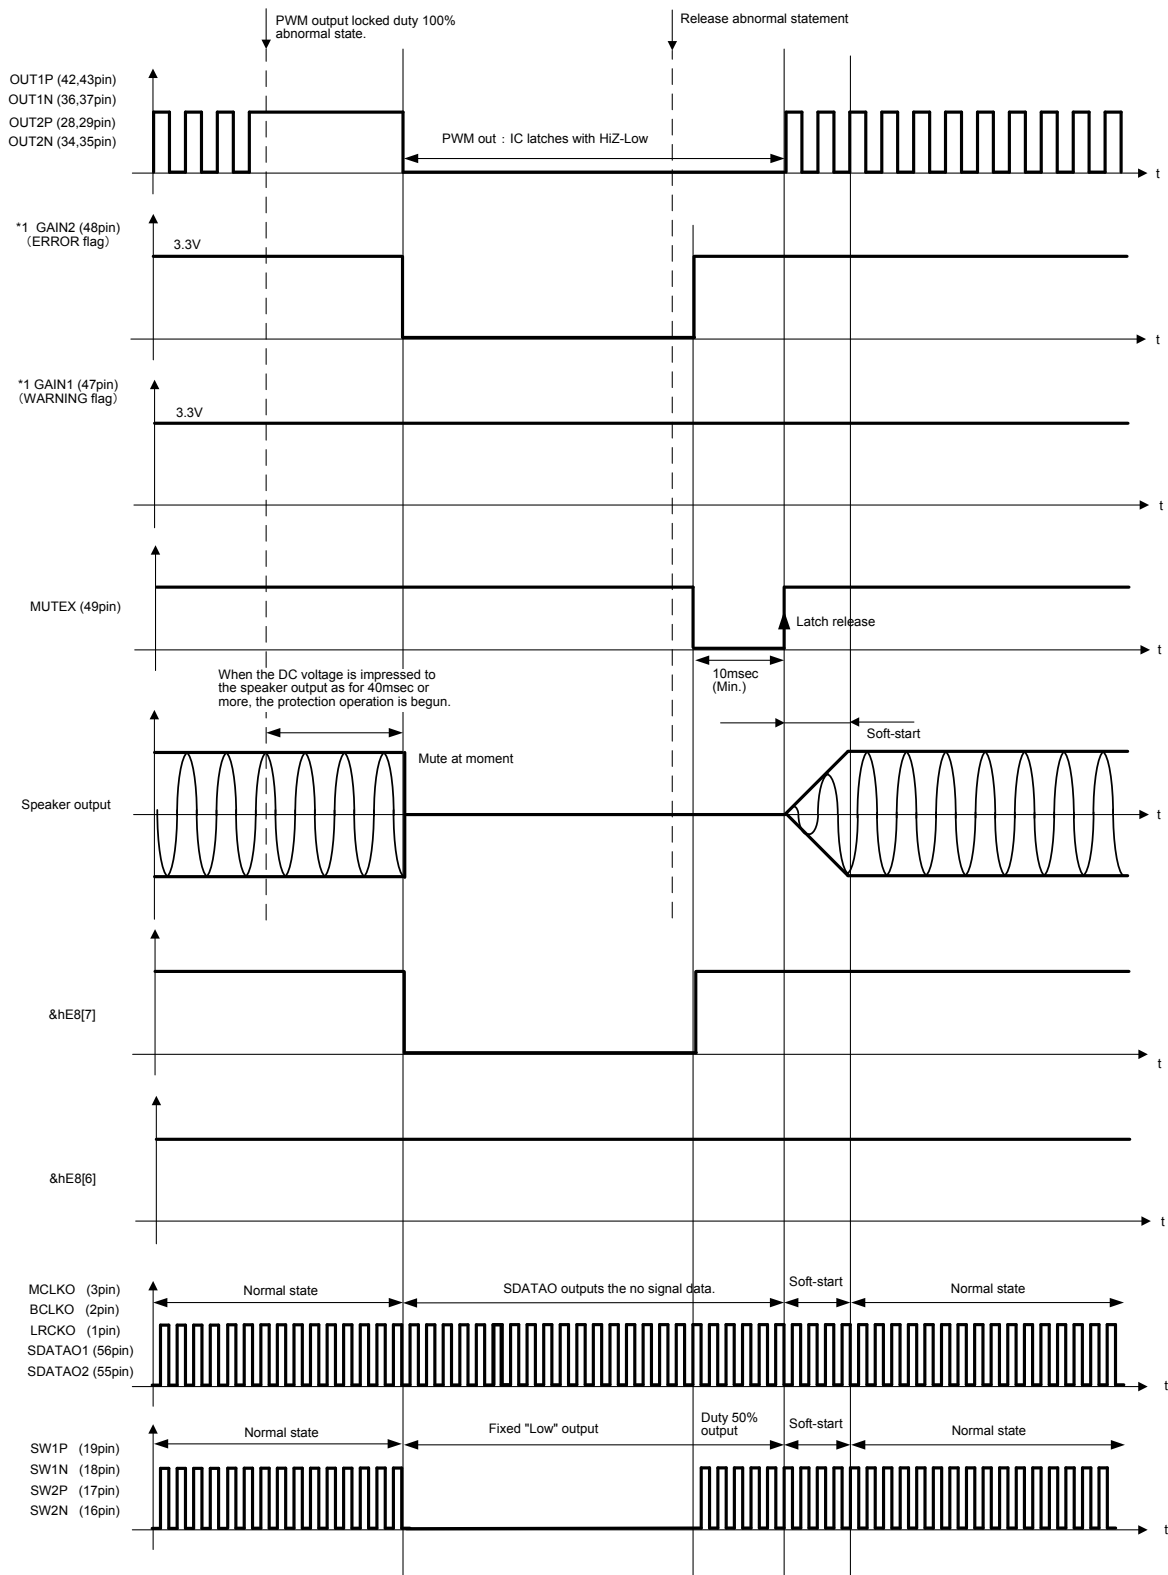 PWM output locked duty 100%
abnormal state.
Release abnormal statement
OUT1P (42,43pin)
OUT1N (36,37pin)
OUT2P (28,29pin)
OUT2N (34,35pin)
PWM out : IC latches with HiZ-Low
t
*1 GAIN2 (48pin)
(ERROR flag)
3.3V
t
*1 GAIN1 (47pin)
(WARNING flag)
3.3V
t
MUTEX (49pin)
Latch release
t
10msec
(Min.)
When the DC voltage is impressed to
the speaker output as for 40msec or
more, the protection operation is begun.
Soft-start
Mute at moment
Speaker output
t
&hE8[7]
t
&hE8[6]
t
MCLKO (3pin)
BCLKO (2pin)
LRCKO (1pin)
SDATAO1 (56pin)
SDATAO2 (55pin)
Normal state
SDATAO outputs the no signal data.
Soft-start
Normal state
t
SW1P (19pin)
SW1N (18pin)
SW2P (17pin)
SW2N (16pin)
Normal state
Fixed "Low" output
Duty 50%
output
Soft-start
Normal state
t